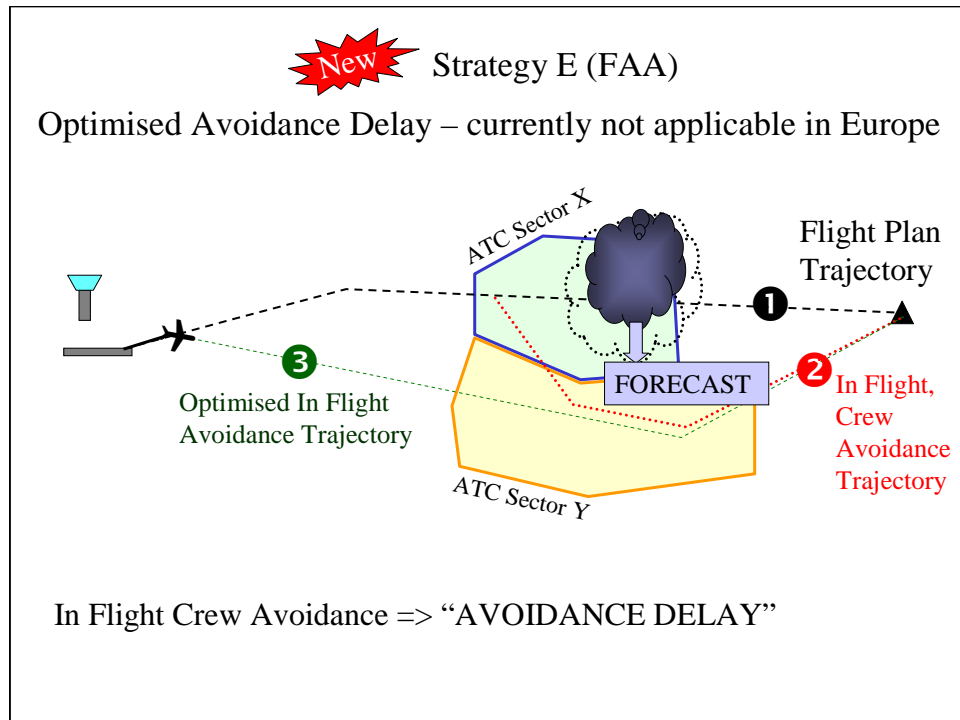 New
Strategy E (FAA)
Optimised Avoidance Delay – currently not applicable in Europe
ATC Sector X
Flight Plan
Trajectory
1
3
FORECAST
2
Optimised In Flight
Avoidance Trajectory
In Flight,
Crew
Avoidance
Trajectory
ATC Sector Y
In Flight Crew Avoidance => “AVOIDANCE DELAY”